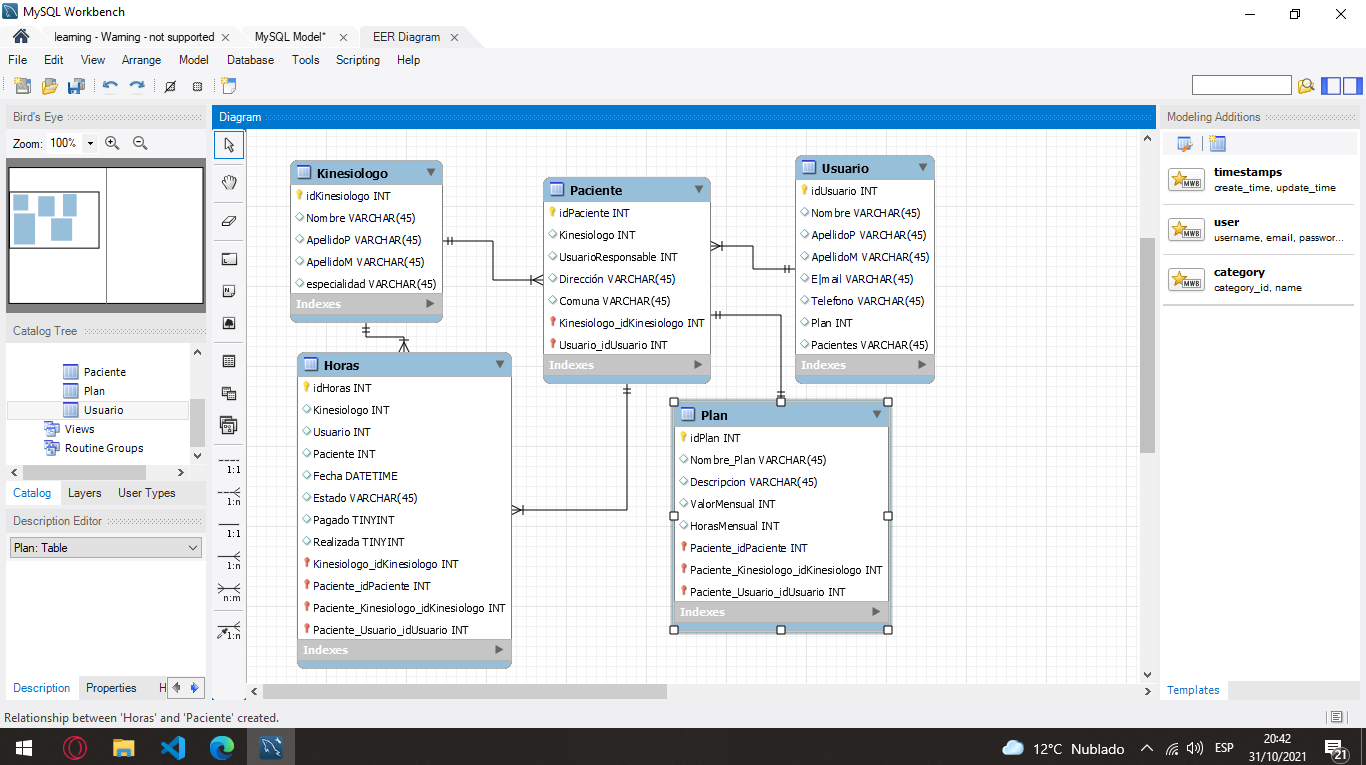 MySQL Workbench
learning - Warning - not supported
MySQL Model*
EER Diagram
File Edit View Arrange Model Database Tools Scripting Help
Bird's Eye
Zoom: 100%
Catalog Tree
Paciente
Plan
Usuario
Views
Routine Groups
Catalog Layers User Types
Description Editor
Plan: Table
Description Properties H
Diagram
1:1
1:n
1:1
1:n
n:m
1:n
Kinesiologo
idKinesiologo INT
Nombre VARCHAR(45)
ApellidoP VARCHAR(45)
ApellidoM VARCHAR(45)
especialidad VARCHAR(45)
Indexes
Horas
idHoras INT
Kinesiologo INT
Usuario INT
Paciente INT
Fecha DATETIME
Estado VARCHAR(45)
Pagado TINYINT
Realizada TINYINT
Kinesiologo_idKinesiologo INT
Paciente_idPaciente INT
Paciente_Kinesiologo_idKinesiologo INT
Paciente_Usuario_idUsuario INT
Indexes
Paciente
idPaciente INT
Kinesiologo INT
UsuarioResponsable INT
Dirección VARCHAR(45)
Comuna VARCHAR(45)
Kinesiologo_idKinesiologo INT
Usuario_idUsuario INT
Indexes
Usuario
idUsuario INT
Nombre VARCHAR(45)
ApellidoP VARCHAR(45)
ApellidoM VARCHAR(45)
E|mail VARCHAR(45)
Telefono VARCHAR(45)
Plan INT
Pacientes VARCHAR(45)
Indexes
Plan
idPlan INT
Nombre_Plan VARCHAR(45)
Descripcion VARCHAR(45)
ValorMensual INT
HorasMensual INT
Paciente_idPaciente INT
Paciente_Kinesiologo_idKinesiologo INT
Paciente_Usuario_idUsuario INT
Indexes
Modeling Additions
MWB
timestamps
create_time, update_time
MWB
user
username, email, passwor...
MWB
category
category_id, name
Templates
Relationship between 'Horas' and 'Paciente' created.
12°C Nublado
ESP
20:42
31/10/2021
21